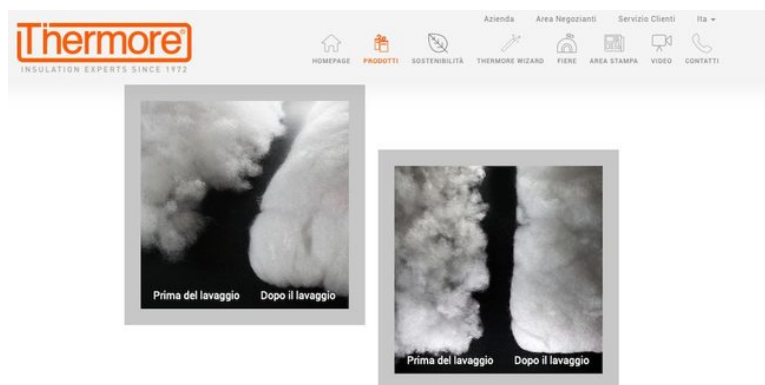 Azienda Area Negozianti Servizio Clienti Ita
Thermore®
INSULATION EXPERTS SINCE 1972
HOMEPAGE PRODOTTI SOSTENIBILITÀ THERMORE WIZARD FIERE AREA STAMPA VIDEO CONTATTI
Prima del lavaggio Dopo il lavaggio
Prima del lavaggio Dopo il lavaggio